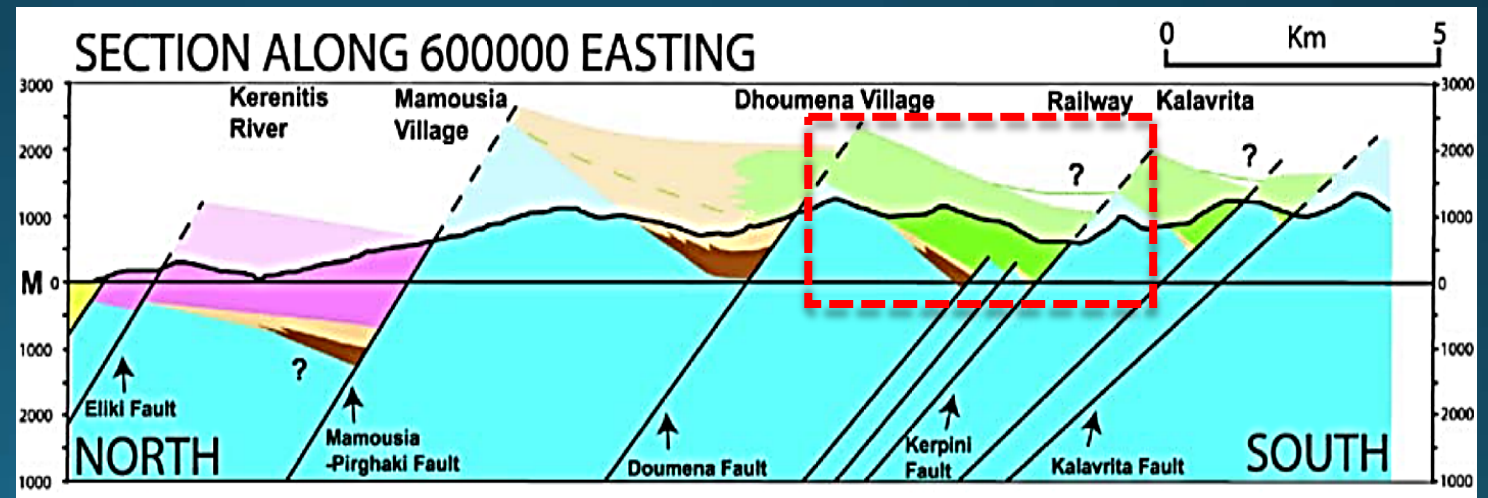 SECTION ALONG 600000 EASTING
0 Km 5
3000 3000
Kerenitis
River
Mamousia
Village
Dhoumena Village
Railway
Kalavrita
2000 2000
?
?
1000 1000
M 0 0
1000 1000
?
Eliki Fault
2000 2000
Mamousia
-Pirghaki Fault
Doumena Fault
Kerpini
Fault
Kalavrita Fault
NORTH
SOUTH
1000 1000